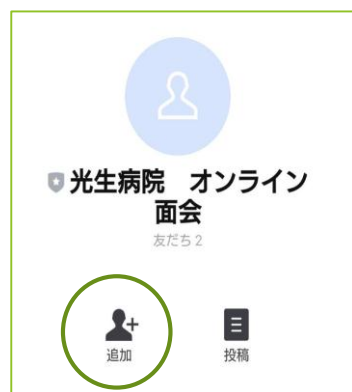 光生病院　オンライン
面会
友だち 2
追加
投稿